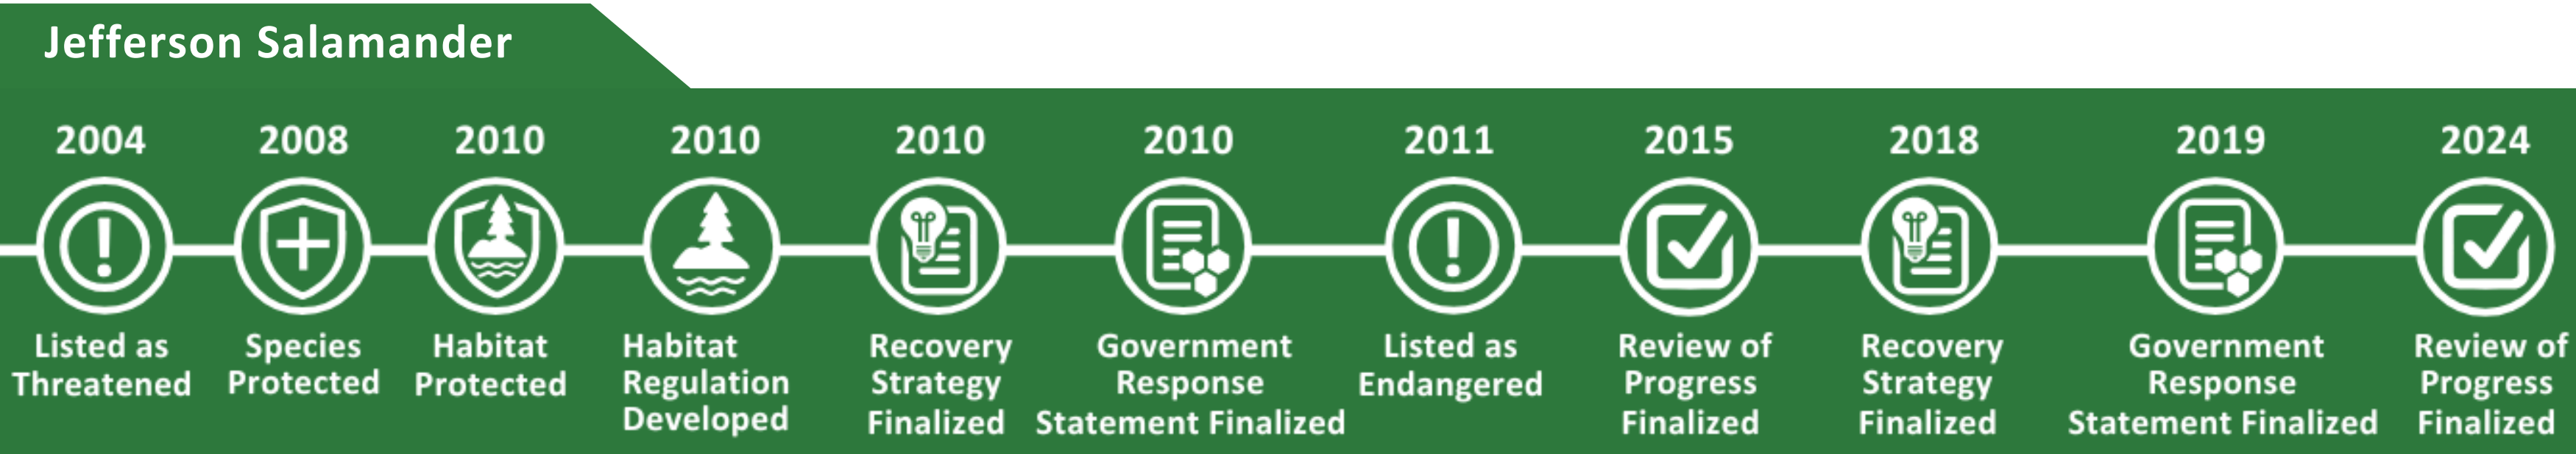 Jefferson Salamander
2004
Listed as
Threatened
2008
Species
Protected
2010
Habitat
Protected
2010
Habitat
Regulation
Developed
2010
Recovery
Strategy
Finalized
2010
Government
Response
Statement Finalized
2011
Listed as
Endangered
2015
Review of
Progress
Finalized
2018
Recovery
Strategy
Finalized
2019
Government
Response
Statement Finalized
2024
Review of
Progress
Finalized